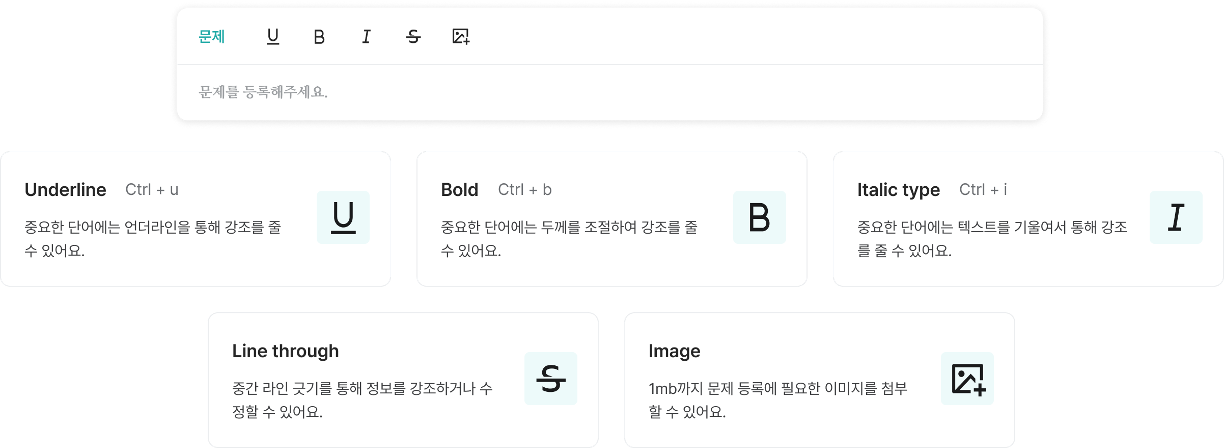 문제 U B I S
문제를 등록해주세요.
Underline Ctrl + u
중요한 단어에는 언더라인을 통해 강조를 줄
수 있어요.
U
Bold Ctrl + b
중요한 단어에는 두께를 조절하여 강조를 줄
수 있어요.
B
Italic type Ctrl + i
중요한 단어에는 텍스트를 기울여서 통해 강조
를 줄 수 있어요.
I
Line through
중간 라인 긋기를 통해 정보를 강조하거나 수
정할 수 있어요.
S
Image
1mb까지 문제 등록에 필요한 이미지를 첨부
할 수 있어요.